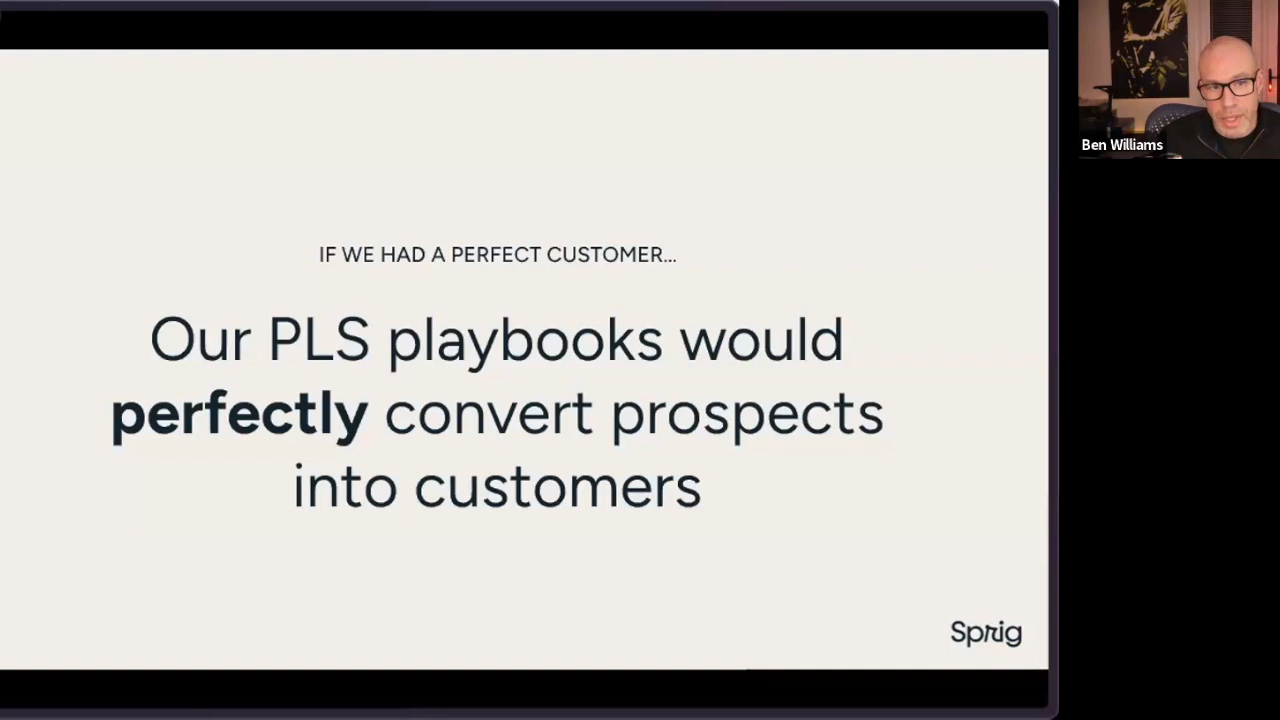 IF WE HAD A PERFECT CUSTOMER...
Our PLS playbooks would
perfectly convert prospects
into customers
Sprig
Ben Williams